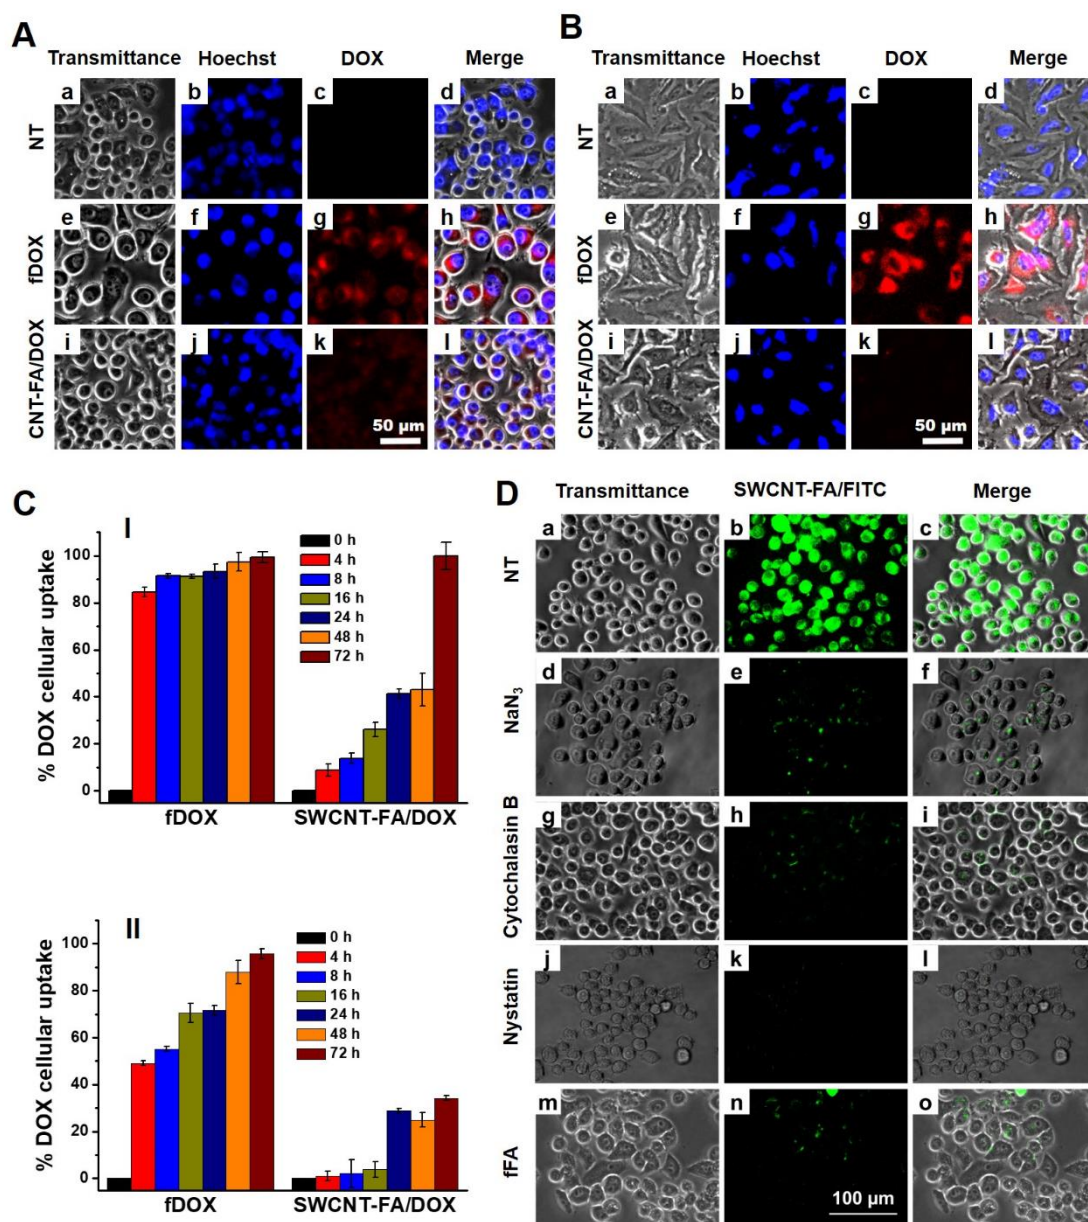 A
Transmittance Hoechst DOX Merge
NT
a b c d
fDOX
e f g h
CNT-FA/DOX
i j k l
50 µm
B
Transmittance Hoechst DOX Merge
NT
a b c d
fDOX
e f g h
CNT-FA/DOX
i j k l
50 µm
C
I
% DOX cellular uptake
100
80
60
40
20
0
0 h
4 h
8 h
16 h
24 h
48 h
72 h
fDOX SWCNT-FA/DOX
II
% DOX cellular uptake
100
80
60
40
20
0
0 h
4 h
8 h
16 h
24 h
48 h
72 h
fDOX SWCNT-FA/DOX
D
Transmittance SWCNT-FA/FITC Merge
NT
a b c
NaN₃
d e f
Cytochalasin B
g h i
Nystatin
j k l
fFA
m n o
100 µm